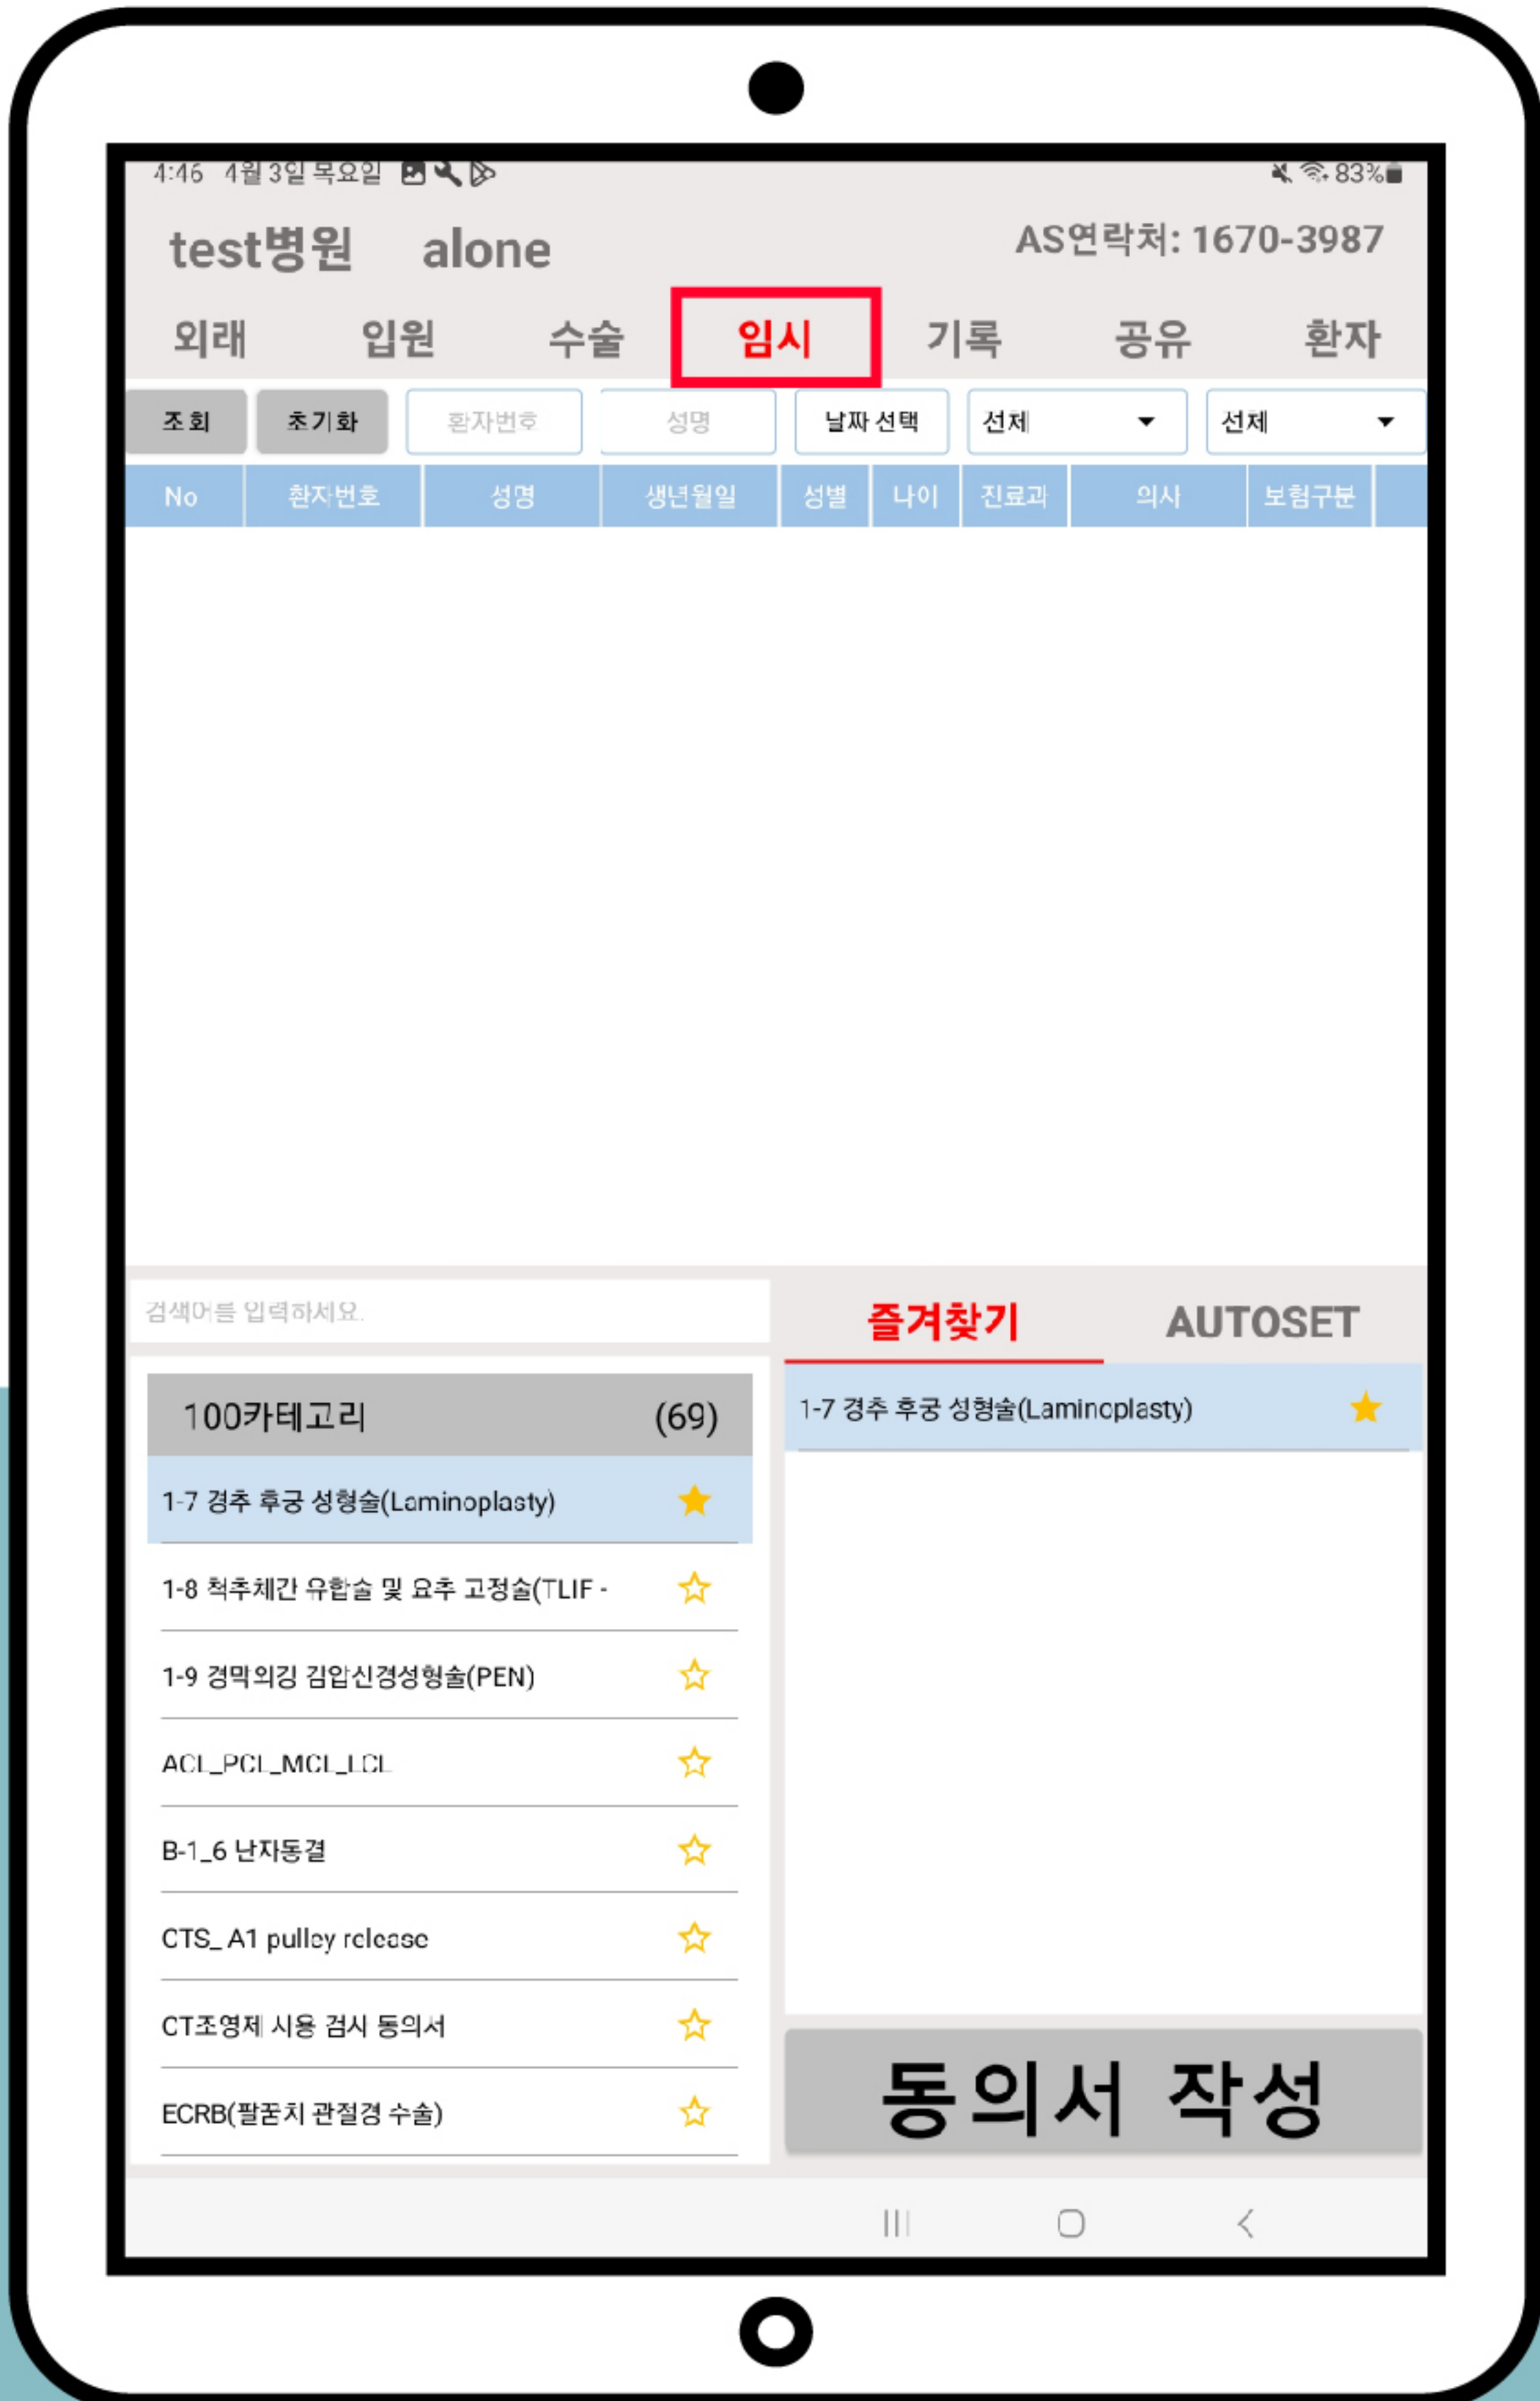 4:46 4월 3일 목요일 83%
test병원 alone AS연락처: 1670-3987
외래 입원 수술 임시 기록 공유 환자
조회 초기화 환자번호 성명 날짜 선택 선체 선체
No 환자번호 성명 생년월일 성별 나이 진료과 의사 보험구분
검색어를 입력하세요.
즐겨찾기 AUTOSET
100카테고리 (69)
1-7 경추 후궁 성형술(Laminoplasty)
1-8 척추체간 유합술 및 요추 고정술(TLIF -
1-9 경막외강 감압신경성형술(PEN)
ACL_PCL_MCL_LCL
B-1_6 난자동결
CTS_ A1 pulley release
CT조영제 사용 검사 동의서
ECRB(팔꿈치 관절경 수술)
1-7 경추 후궁 성형술(Laminoplasty)
동의서 작성